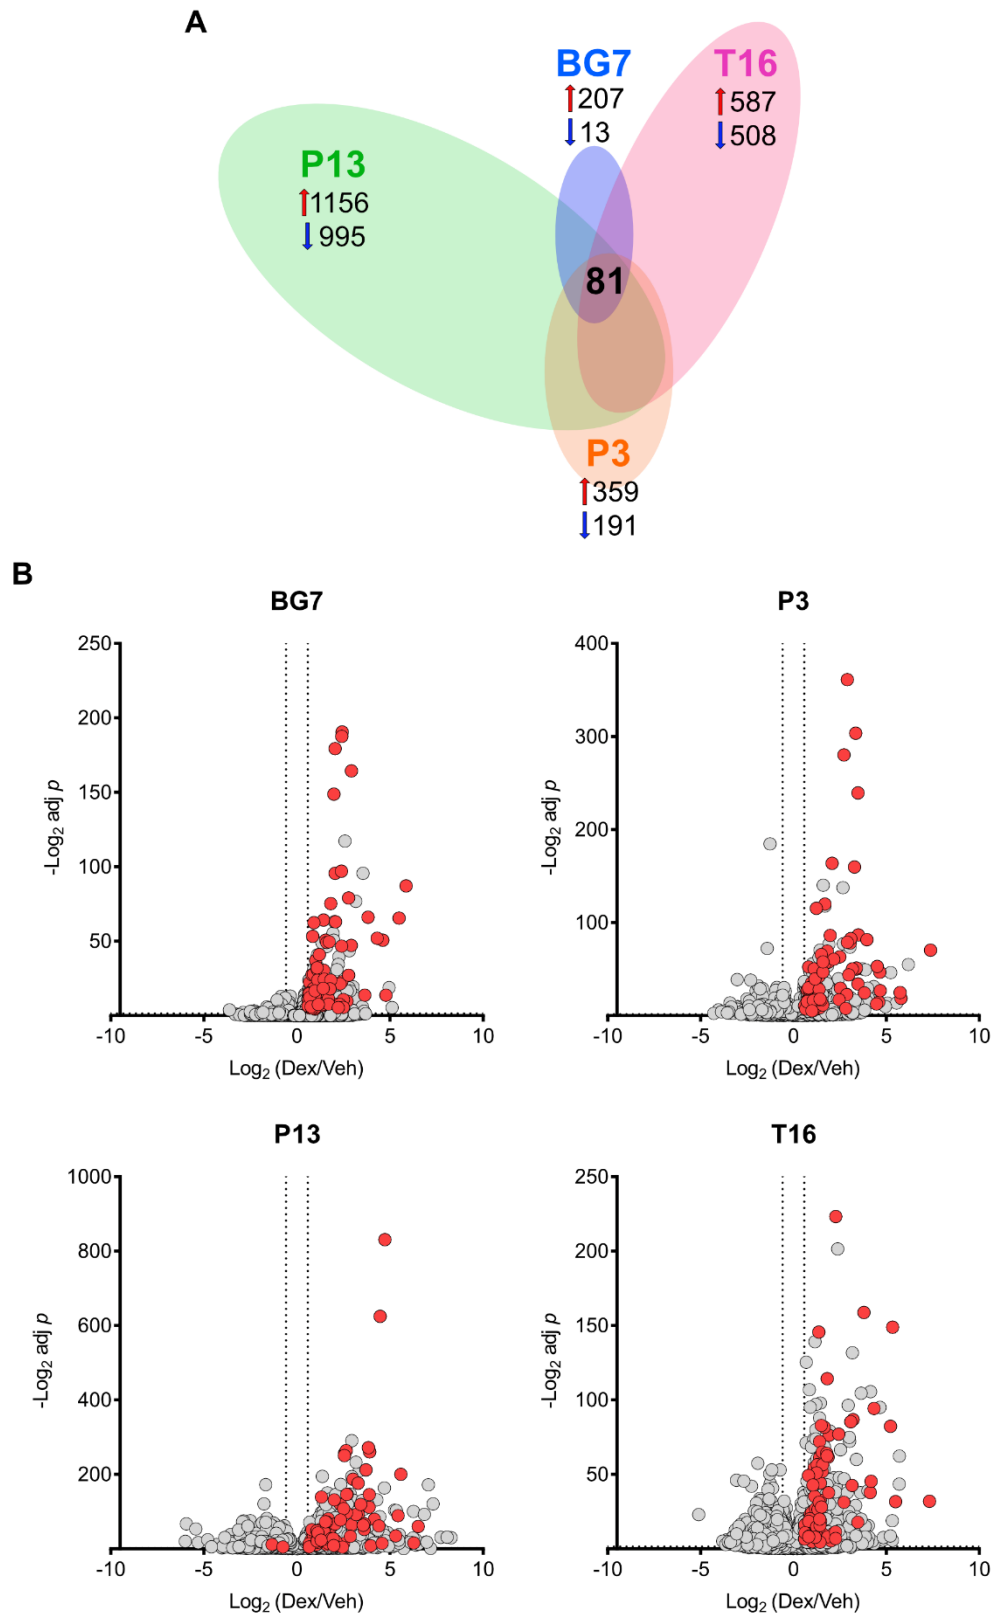 A
BG7
↑207
↓13
T16
↑587
↓508
P13
↑1156
↓995
81
P3
↑359
↓191
B
BG7
250
200
150
100
50
-Log₂ adj p
-10 -5 0 5 10
Log₂ (Dex/Veh)
P3
400
300
200
100
-Log₂ adj p
-10 -5 0 5 10
Log₂ (Dex/Veh)
P13
1000
800
600
400
200
-Log₂ adj p
-10 -5 0 5 10
Log₂ (Dex/Veh)
T16
250
200
150
100
50
-Log₂ adj p
-10 -5 0 5 10
Log₂ (Dex/Veh)